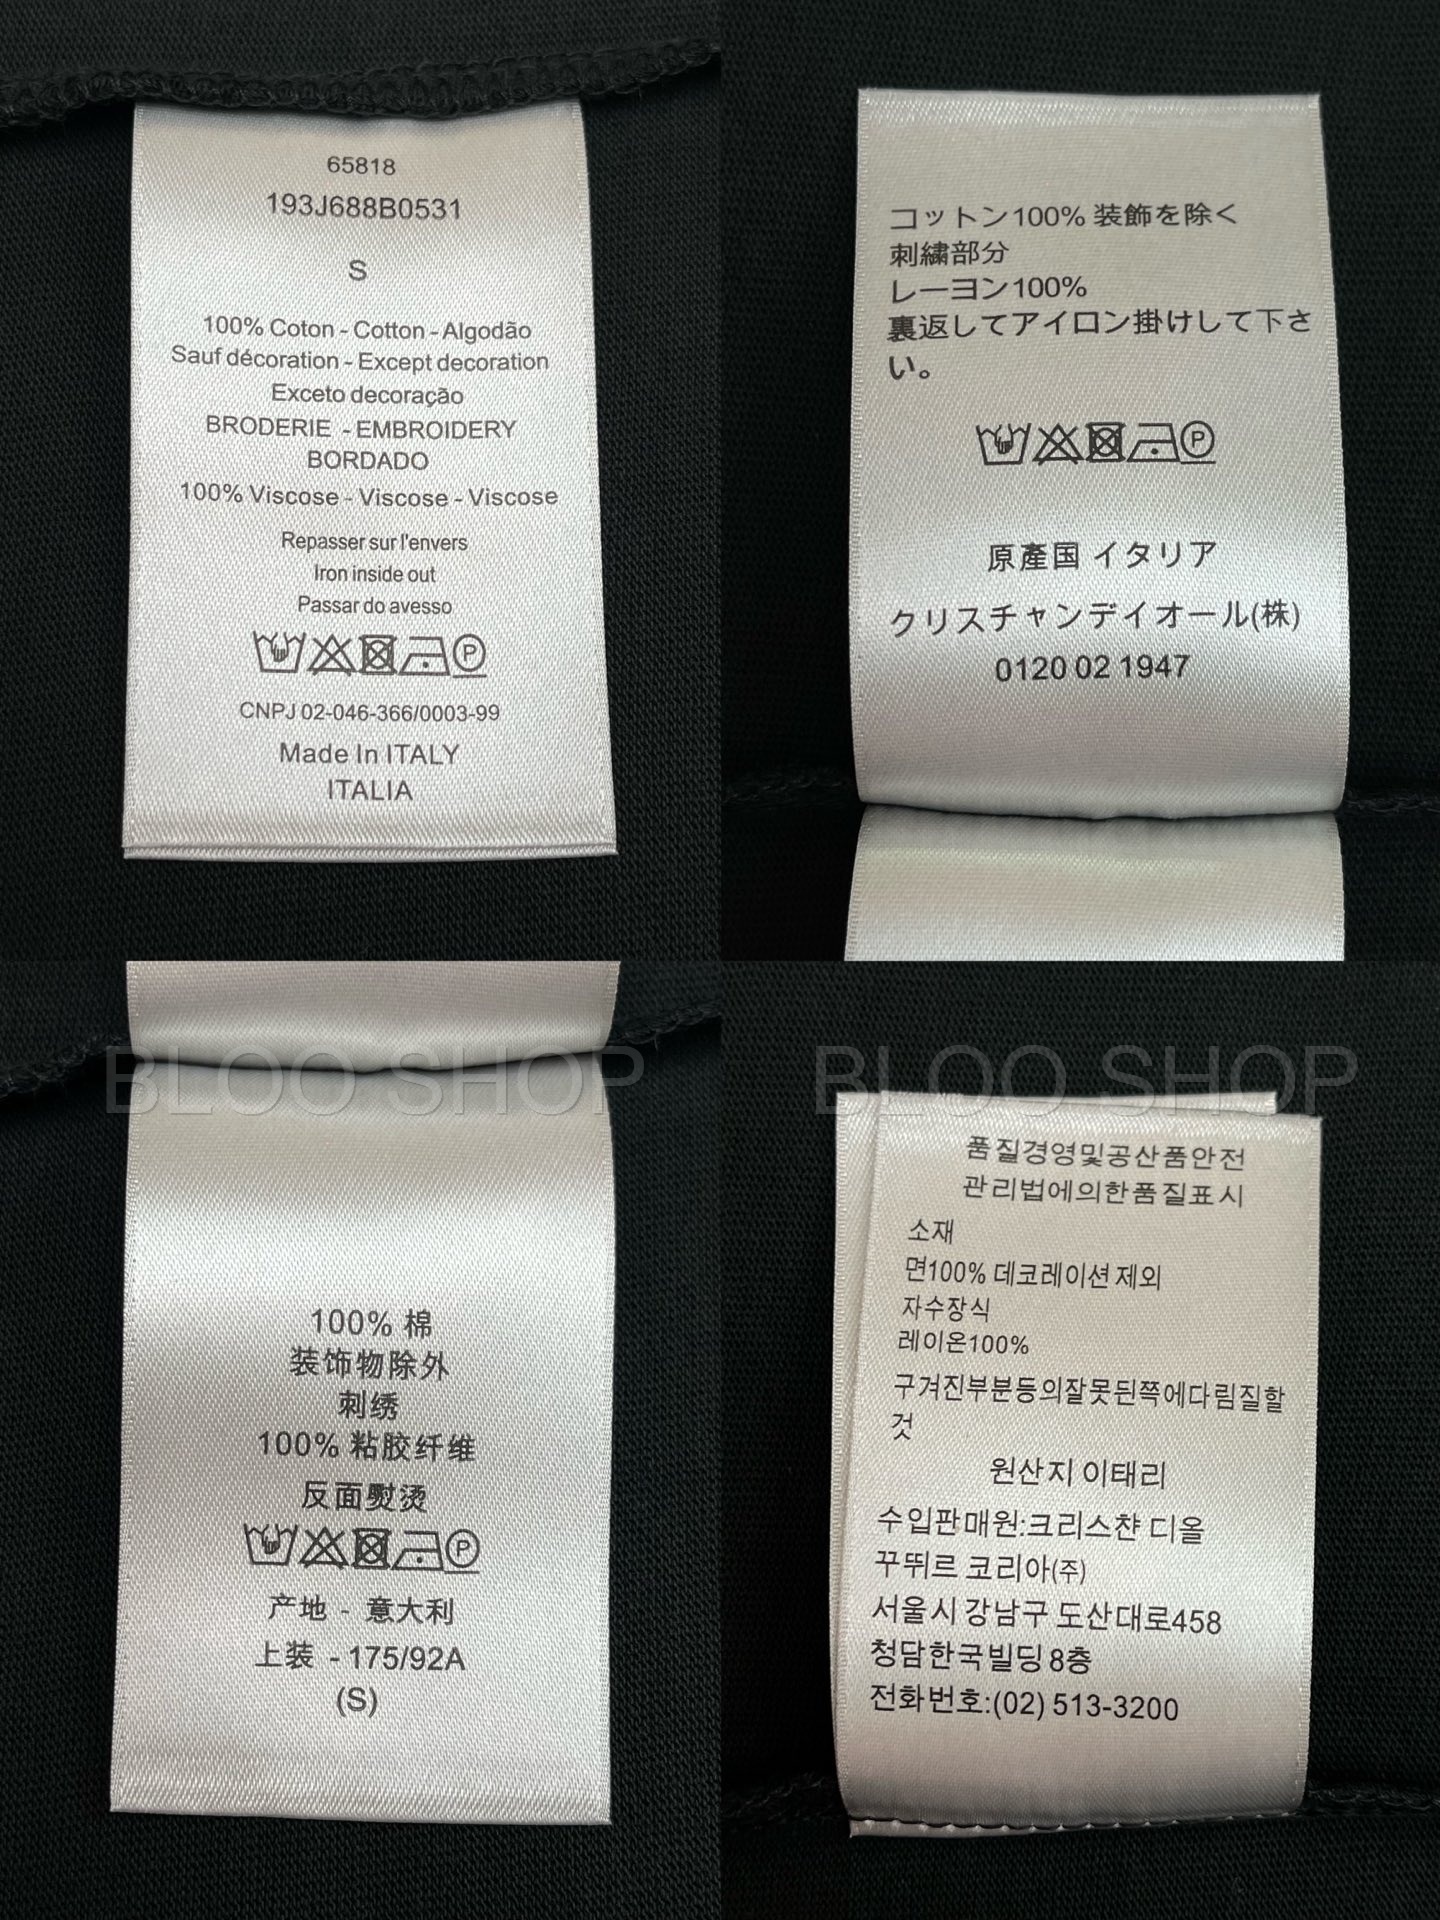 65818
193J688B0531
S
100% Coton - Cotton - Algodão
Sauf décoration - Except decoration
Exceto decoração
BRODERIE - EMBROIDERY
BORDADO
100% Viscose - Viscose - Viscose
Repasser sur l'envers
Iron inside out
Passar do avesso
P
CNPJ 02-046-366/0003-99
Made In ITALY
ITALIA
コットン100% 装飾を除く
刺繍部分
レーヨン100%
裏返してアイロン掛けして下さ
い。
P
原産国 イタリア
クリスチャンデイオール(株)
0120 02 1947
BLOO SHOP
100% 棉
装饰物除外
刺绣
100% 粘胶纤维
反面熨烫
P
产地 - 意大利
上装 - 175/92A
(S)
BLOO SHOP
품질경영및공산품안전
관리법에의한품질표시
소재
면100% 데코레이션 제외
자수장식
레이온100%
구겨진부분등의잘못된쪽에다림질할
것
원산지 이태리
수입판매원:크리스챤 디올
꾸뛰르 코리아(주)
서울시 강남구 도산대로458
청담한국빌딩 8층
전화번호:(02) 513-3200